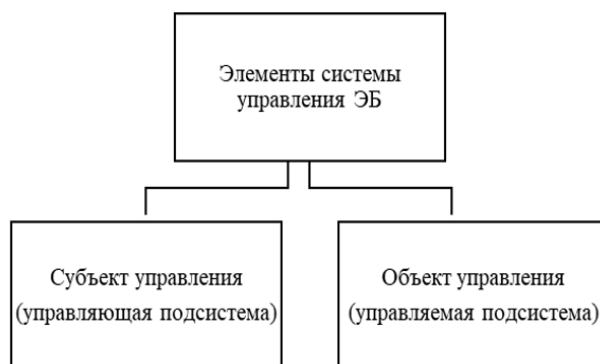 Элементы системы
управления ЭБ
Субъект управления
(управляющая подсистема)
Объект управления
(управляемая подсистема)